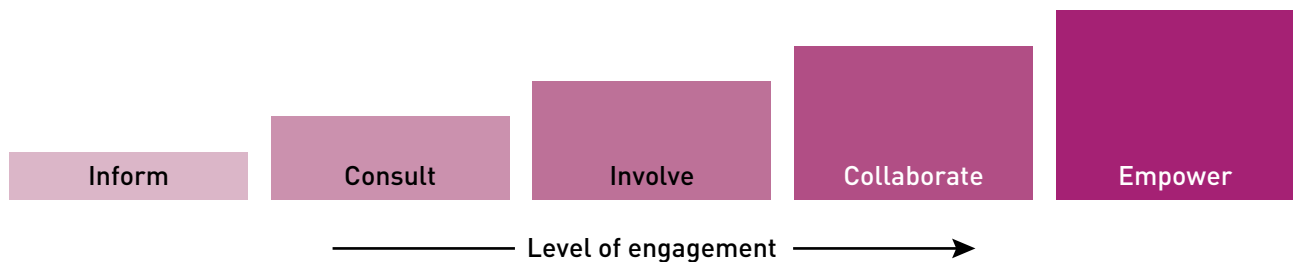 Inform
Consult
Involve
Collaborate
Empower
Level of engagement